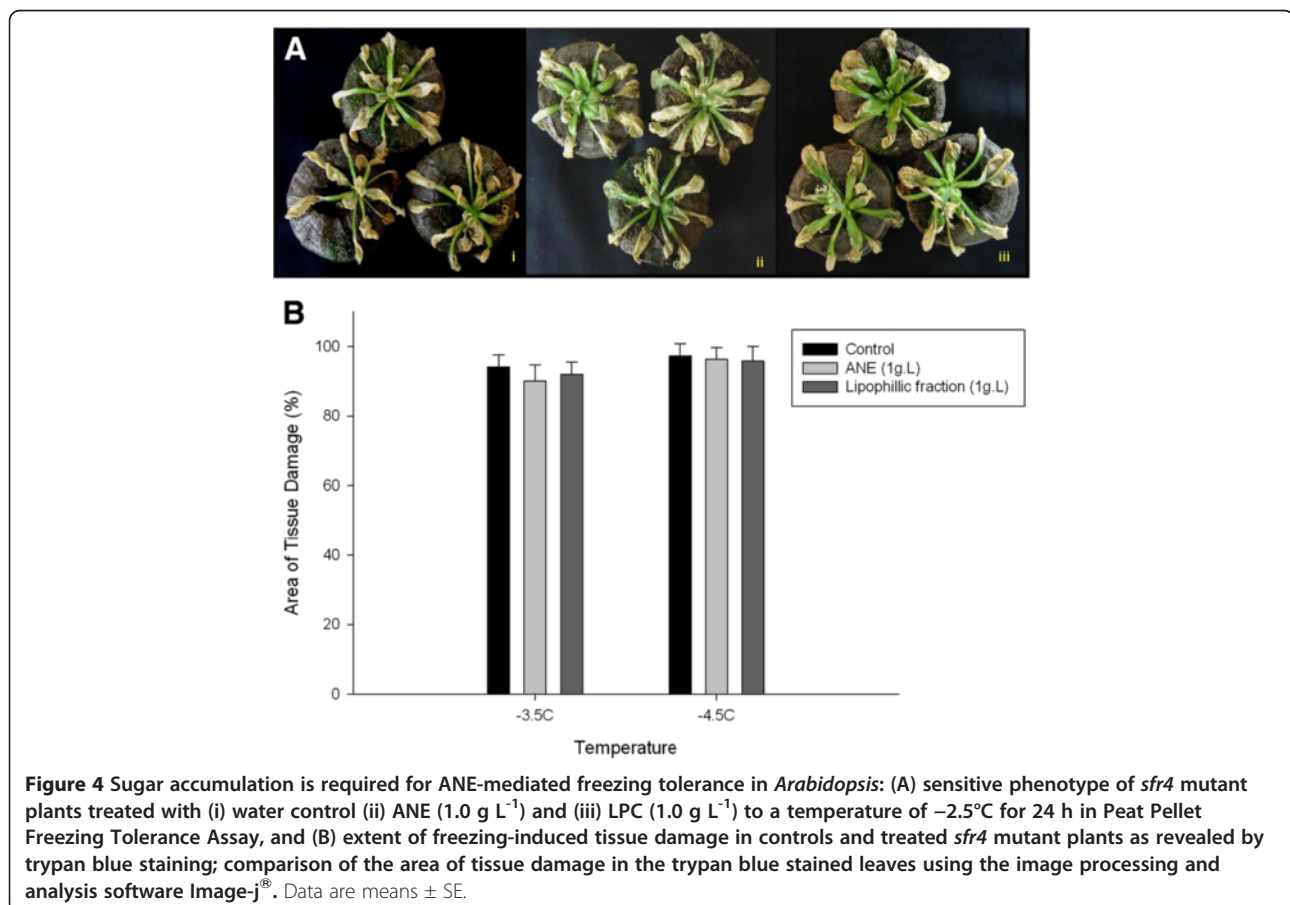 A
i
ii
iii
B
Area of Tissue Damage (%)
100
80
60
40
20
0
Control
ANE (1g.L)
Lipophillic fraction (1g.L)
-3.5C
-4.5C
Temperature
Figure 4 Sugar accumulation is required for ANE-mediated freezing tolerance in Arabidopsis: (A) sensitive phenotype of sfr4 mutant
plants treated with (i) water control (ii) ANE (1.0 g L⁻¹) and (iii) LPC (1.0 g L⁻¹) to a temperature of −2.5°C for 24 h in Peat Pellet
Freezing Tolerance Assay, and (B) extent of freezing-induced tissue damage in controls and treated sfr4 mutant plants as revealed by
trypan blue staining; comparison of the area of tissue damage in the trypan blue stained leaves using the image processing and
analysis software Image-j®. Data are means ± SE.